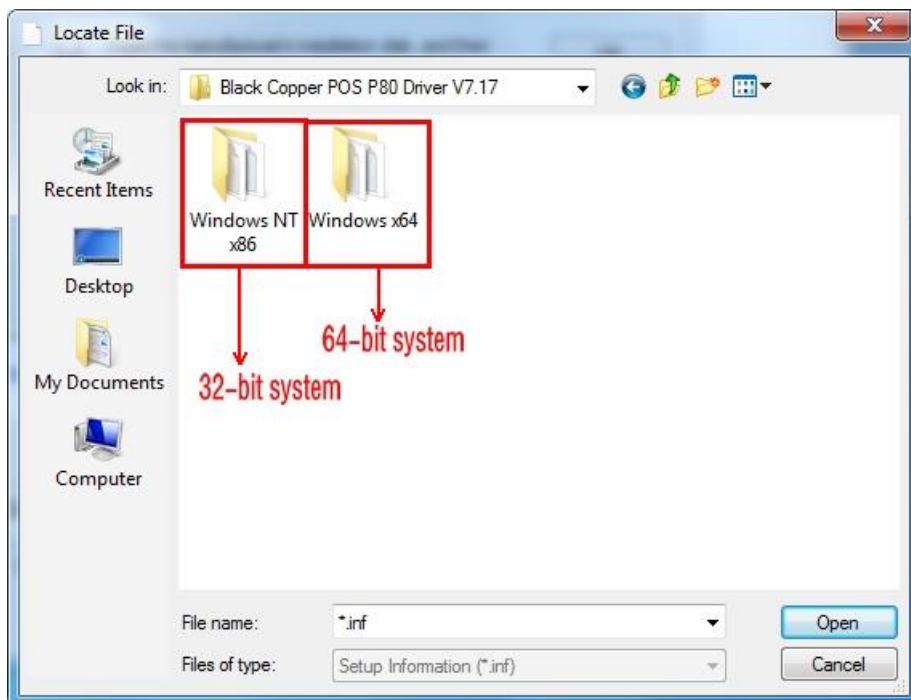 Locate File
Look in:
Black Copper POS P80 Driver V7.17
Recent Items
Desktop
My Documents
Computer
Windows NT
x86
Windows x64
64-bit system
32-bit system
File name:
*.inf
Open
Files of type:
Setup Information (*.inf)
Cancel